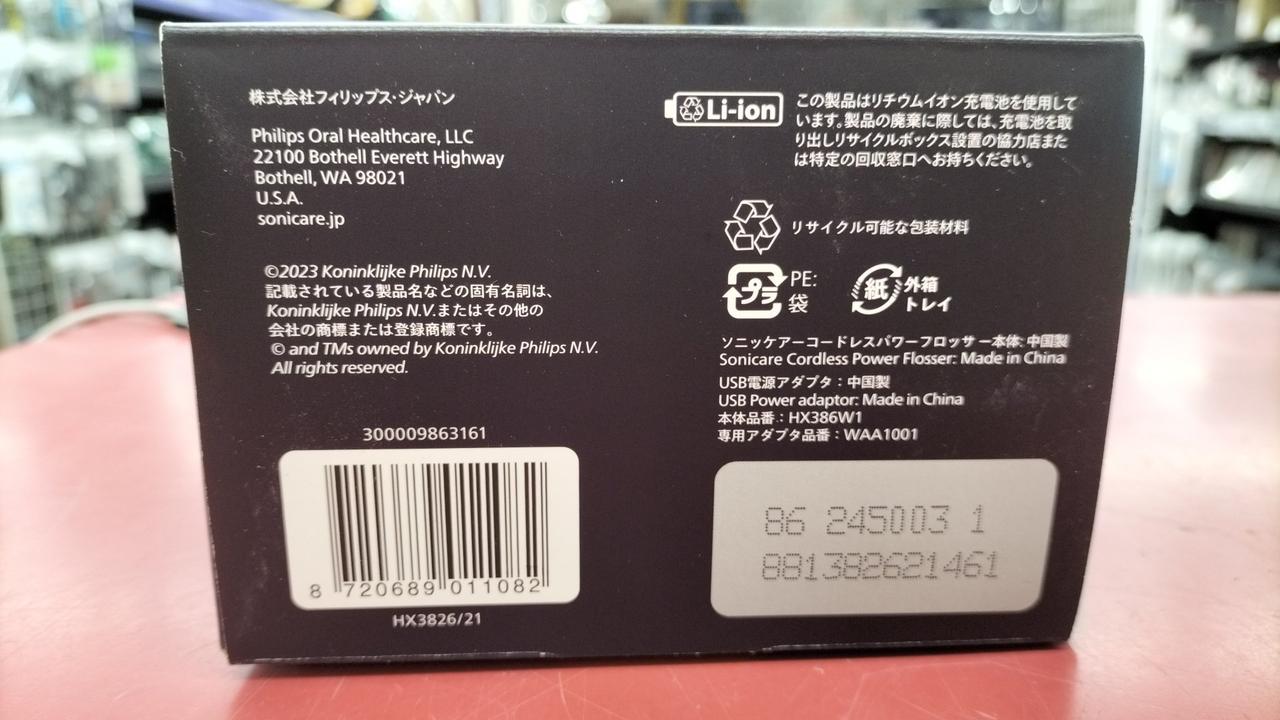 株式会社フィリップス・ジャパン
Philips Oral Healthcare, LLC
22100 Bothell Everett Highway
Bothell, WA 98021
U.S.A.
sonicare.jp
©2023 Koninklijke Philips N.V.
記載されている製品名などの固有名詞は、
Koninklijke Philips N.V.またはその他の
会社の商標または登録商標です。
© and TMs owned by Koninklijke Philips N.V.
All rights reserved.
300009863161
8 720689 011082
HX3826/21
Li-ion
この製品はリチウムイオン充電池を使用して
います。製品の廃棄に際しては、充電池を取
り出しリサイクルボックス設置の協力店また
は特定の回収窓口へお持ちください。
リサイクル可能な包装材料
プラ
PE:
袋
紙
外箱
トレイ
ソニッケアーコードレスパワーフロッサー本体: 中国製
Sonicare Cordless Power Flosser: Made in China
USB電源アダプタ：中国製
USB Power adaptor: Made in China
本体品番：HX386W1
専用アダプタ品番：WAA1001
86 245003 1
881382621461